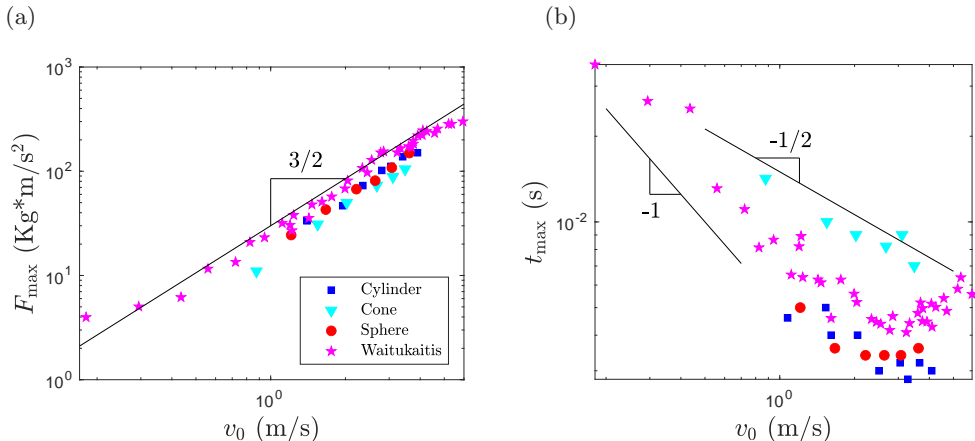 (a)
10^3
10^2
10^1
10^0
F_max (Kg*m/s^2)
3/2
Cylinder
Cone
Sphere
Waitukaitis
10^0
v_0 (m/s)
(b)
10^-2
t_max (s)
-1/2
-1
10^0
v_0 (m/s)